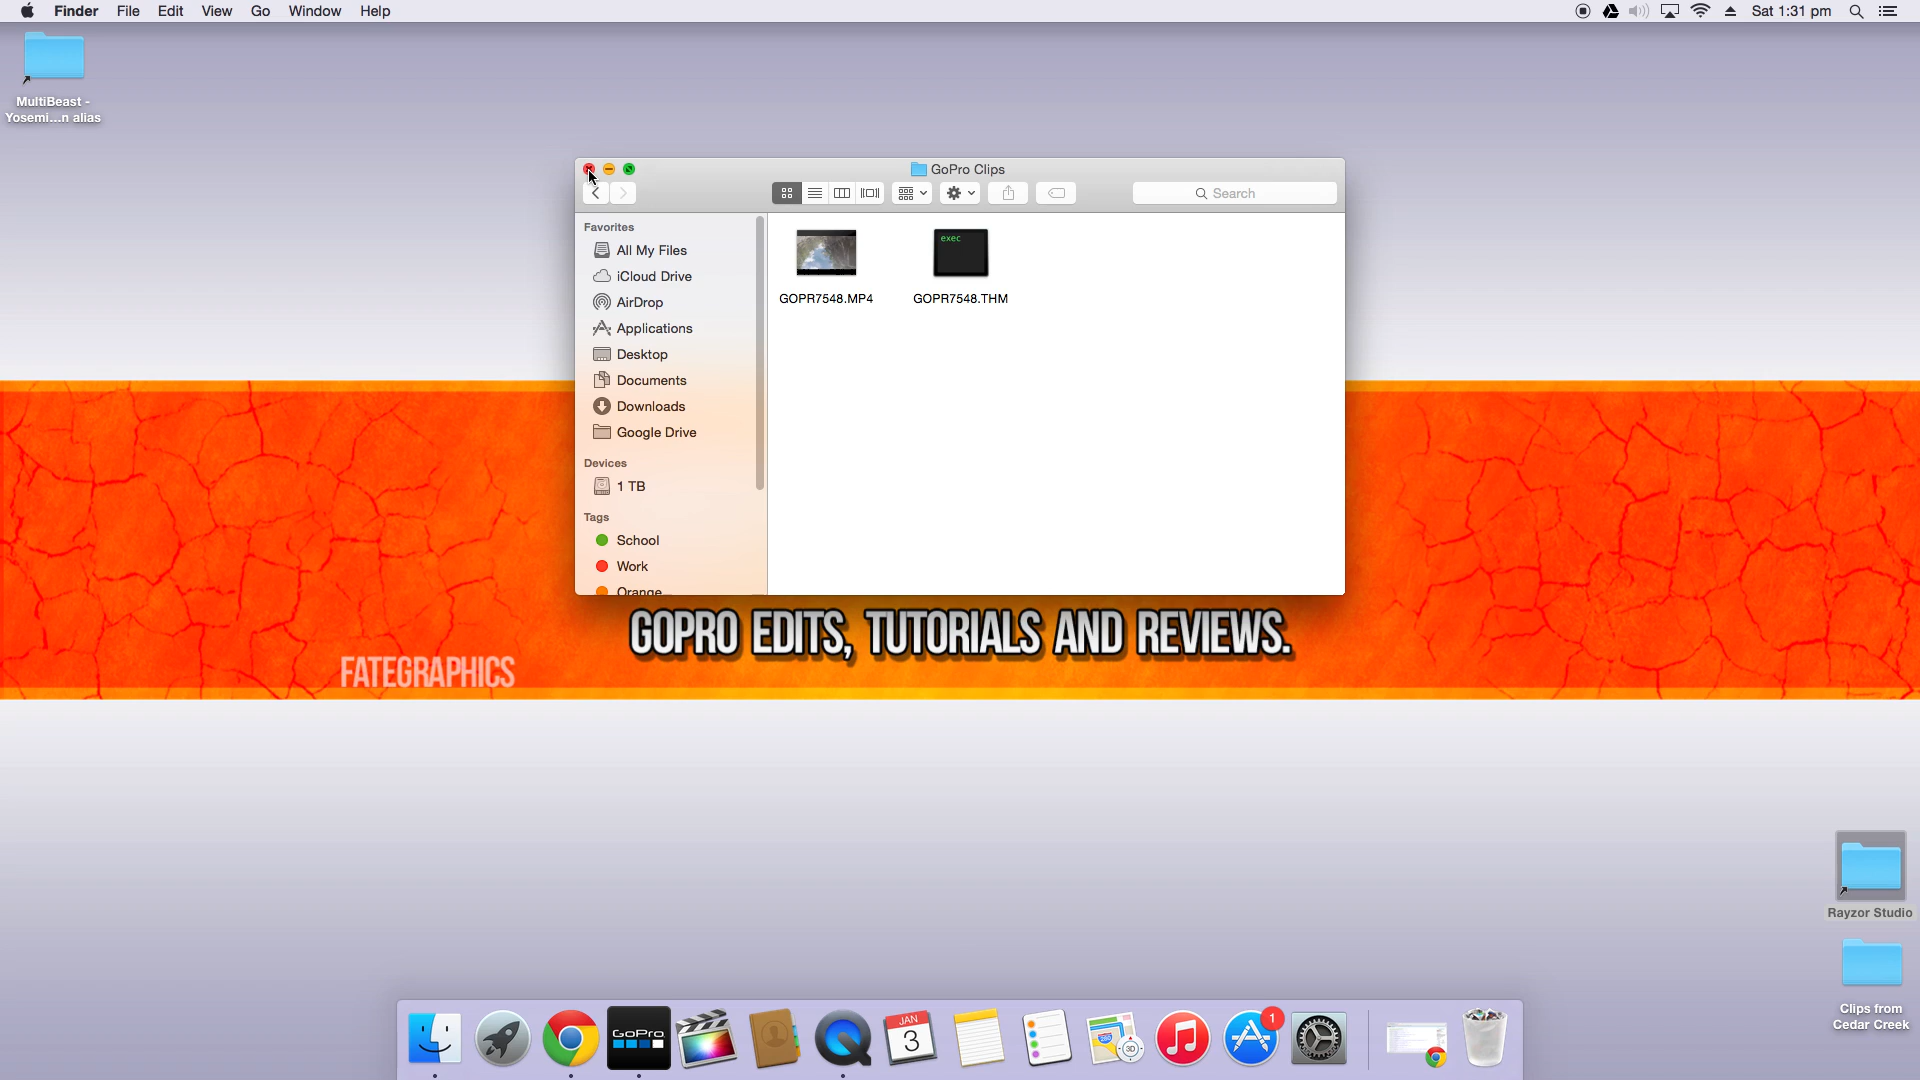 Finder File Edit View Go Window Help Sat 1:31 pm
MultiBeast -
Yosemi...n alias
GoPro Clips
Search
Favorites
All My Files
iCloud Drive
AirDrop
Applications
Desktop
Documents
Downloads
Google Drive
Devices
1 TB
Tags
School
Work
Orange
exec
GOPR7548.MP4 GOPR7548.THM
GOPRO EDITS, TUTORIALS AND REVIEWS.
FATEGRAPHICS
Rayzor Studio
Clips from
Cedar Creek
GoPro
JAN
3
280
3D
1